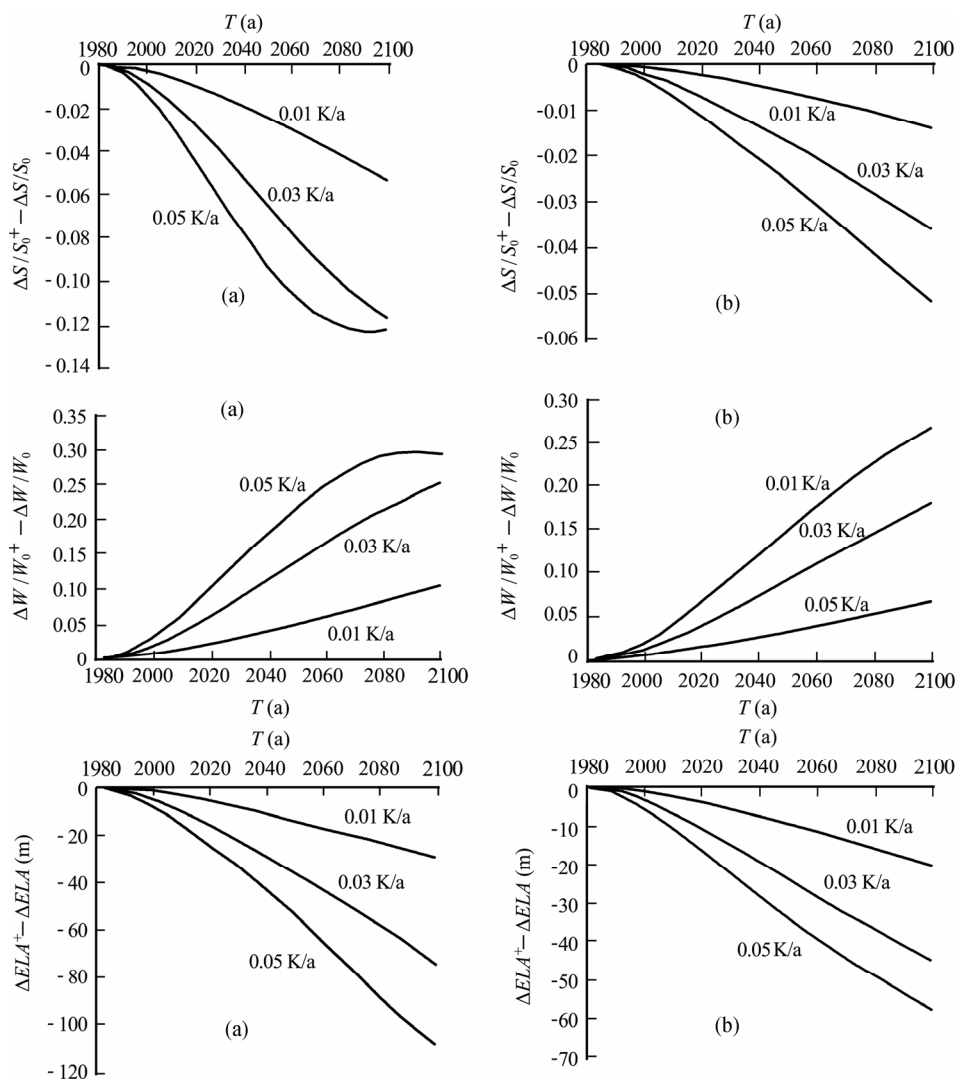 T (a)
1980 2000 2020 2040 2060 2080 2100
0
- 0.02
- 0.04
- 0.06
- 0.08
- 0.10
- 0.12
- 0.14
ΔS/S₀⁺ − ΔS/S₀
0.01 K/a
0.03 K/a
0.05 K/a
(a)
T (a)
1980 2000 2020 2040 2060 2080 2100
0
-0.01
-0.02
-0.03
-0.04
-0.05
-0.06
ΔS/S₀⁺ − ΔS/S₀
0.01 K/a
0.03 K/a
0.05 K/a
(b)
(a)
0.35
0.30
0.25
0.20
0.15
0.10
0.05
0
ΔW/W₀⁺ − ΔW/W₀
0.05 K/a
0.03 K/a
0.01 K/a
1980 2000 2020 2040 2060 2080 2100
T (a)
(b)
0.30
0.25
0.20
0.15
0.10
0.05
0
ΔW/W₀⁺ − ΔW/W₀
0.01 K/a
0.03 K/a
0.05 K/a
1980 2000 2020 2040 2060 2080 2100
T (a)
T (a)
1980 2000 2020 2040 2060 2080 2100
0
- 20
- 40
- 60
- 80
- 100
- 120
ΔELA⁺− ΔELA (m)
0.01 K/a
0.03 K/a
0.05 K/a
(a)
T (a)
1980 2000 2020 2040 2060 2080 2100
0
-10
-20
-30
-40
-50
-60
-70
ΔELA⁺− ΔELA (m)
0.01 K/a
0.03 K/a
0.05 K/a
(b)